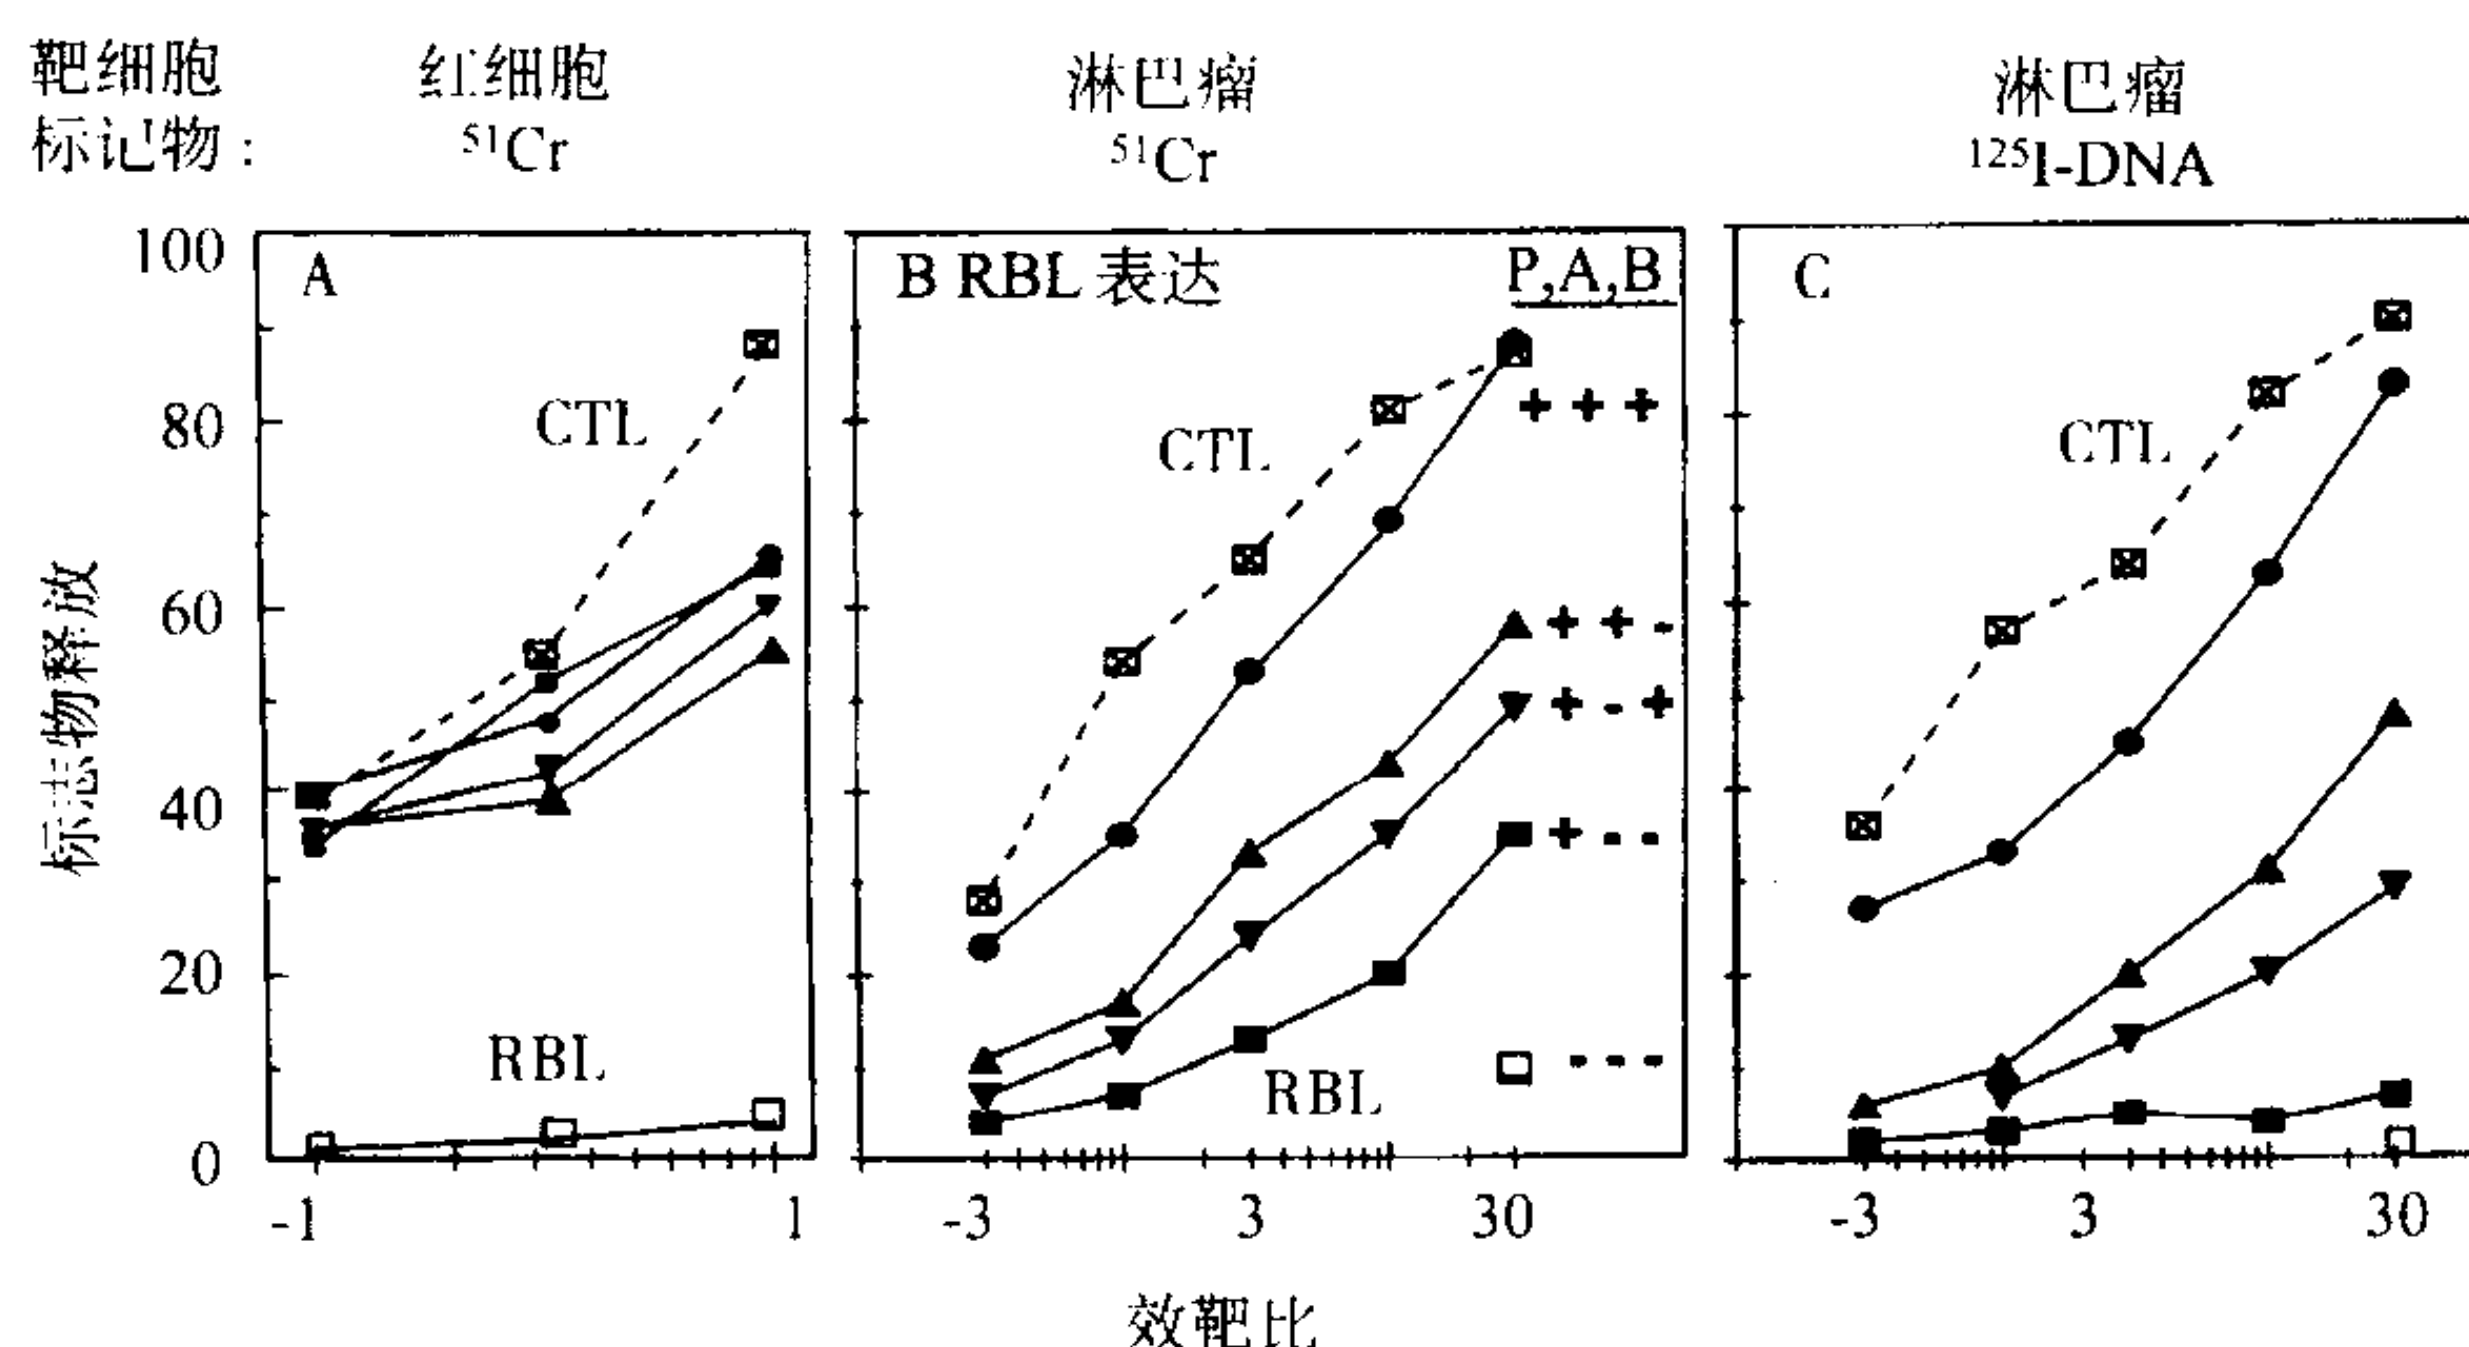 靶细胞 红细胞 淋巴瘤 淋巴瘤
标记物: ⁵¹Cr ⁵¹Cr ¹²⁵I-DNA
A
B RBL 表达 P,A,B
C
100
80
60
40
20
0
标志物释放
CTL
CTL
CTL
+ + +
+ + -
+ - +
+ - -
- - -
RBL
RBL
-1 1
-3 3 30
-3 3 30
效靶比